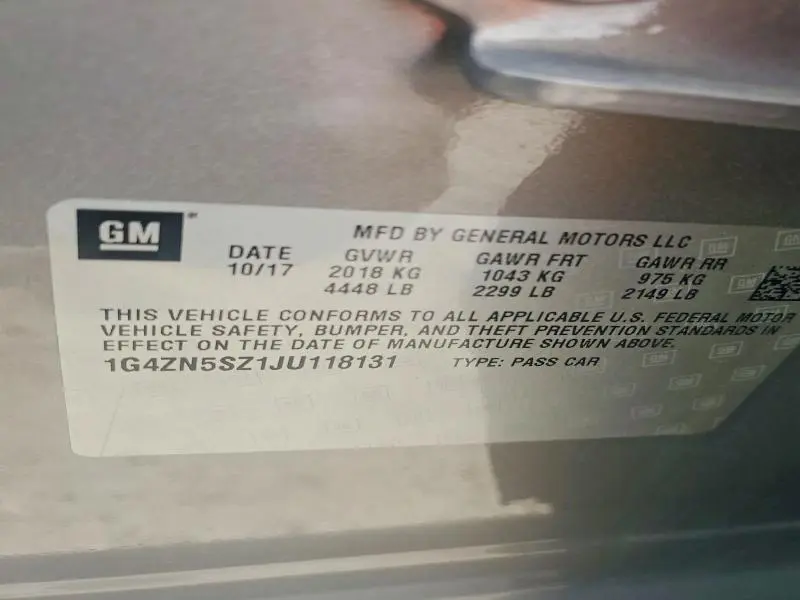 GM
MFD BY GENERAL MOTORS LLC
DATE GVWR GAWR FRT GAWR RR
10/17 2018 KG 1043 KG 975 KG
4448 LB 2299 LB 2149 LB
THIS VEHICLE CONFORMS TO ALL APPLICABLE U.S. FEDERAL MOTOR
VEHICLE SAFETY, BUMPER, AND THEFT PREVENTION STANDARDS IN
EFFECT ON THE DATE OF MANUFACTURE SHOWN ABOVE.
1G4ZN5SZ1JU118131 TYPE: PASS CAR